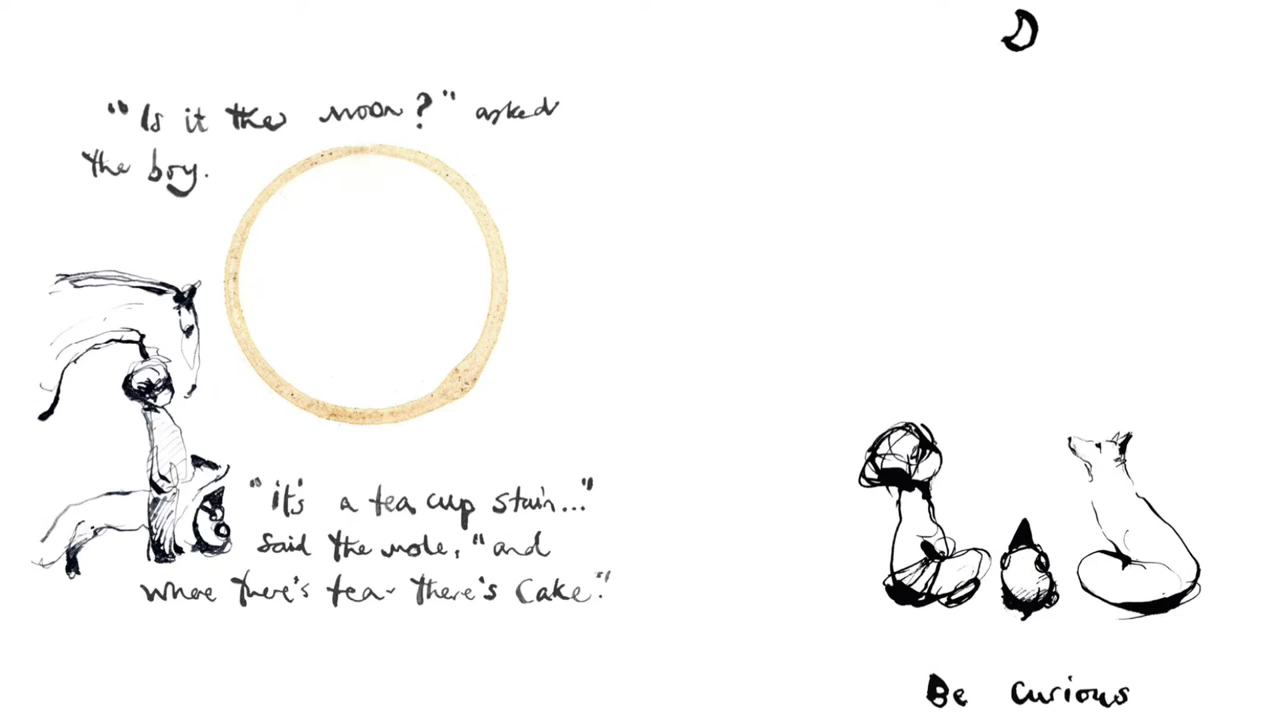 "Is it the moon?" asked
the boy.
"it's a tea cup stain..."
said the mole, "and
where there's tea - there's cake."
Be curious